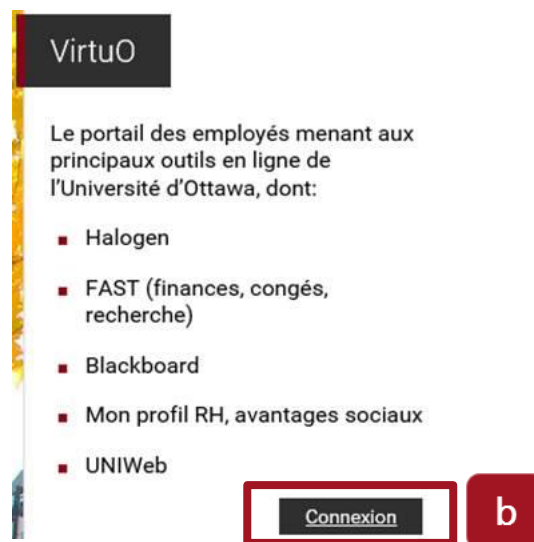 VirtuO
Le portail des employés menant aux
principaux outils en ligne de
l'Université d'Ottawa, dont:
Halogen
FAST (finances, congés,
recherche)
Blackboard
Mon profil RH, avantages sociaux
UNIWeb
Connexion
b